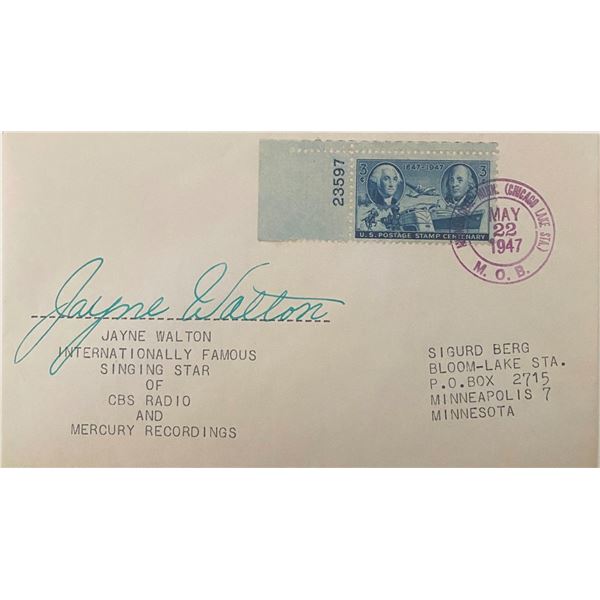 23597
3¢ 1847-1947 3¢
U.S. POSTAGE STAMP CENTENARY
MINN. (CHICAGO LAKE STA.)
MAY
22
1947
M. O. B.
Jayne Walton
JAYNE WALTON
INTERNATIONALLY FAMOUS
SINGING STAR
OF
CBS RADIO
AND
MERCURY RECORDINGS
SIGURD BERG
BLOOM-LAKE STA.
P.O.BOX 2715
MINNEAPOLIS 7
MINNESOTA